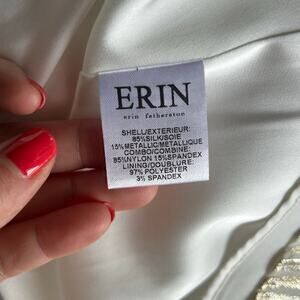 ERIN
erin fetherston
SHELL/EXTERIEUR:
85%SILK/SOIE
15%METALLIC/METALLIQUE
COMBO/COMBINE:
85%NYLON 15%SPANDEX
LINING/DOUBLURE:
97% POLYESTER
3% SPANDEX